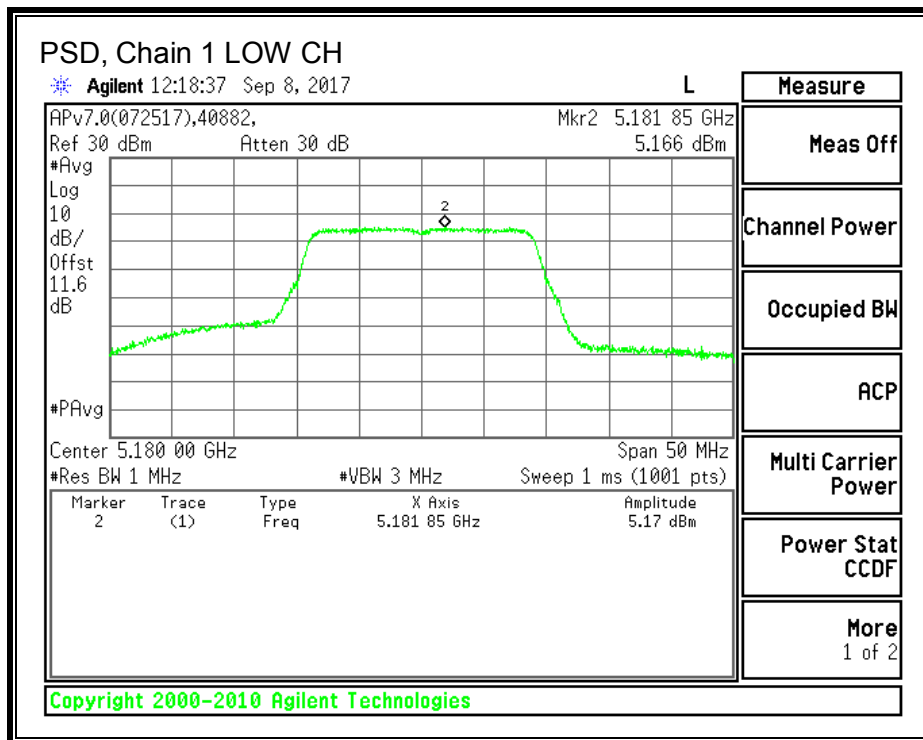 PSD, Chain 1 LOW CH
Agilent 12:18:37 Sep 8, 2017 L
Measure
APv7.0(072517),40882, Mkr2 5.181 85 GHz
Ref 30 dBm Atten 30 dB 5.166 dBm
Meas Off
#Avg
Log
10
dB/
Offst
11.6
dB
2
Channel Power
Occupied BW
ACP
#PAvg
Center 5.180 00 GHz Span 50 MHz
#Res BW 1 MHz #VBW 3 MHz Sweep 1 ms (1001 pts)
Multi Carrier
Power
Marker Trace Type X Axis Amplitude
2 (1) Freq 5.181 85 GHz 5.17 dBm
Power Stat
CCDF
More
1 of 2
Copyright 2000-2010 Agilent Technologies